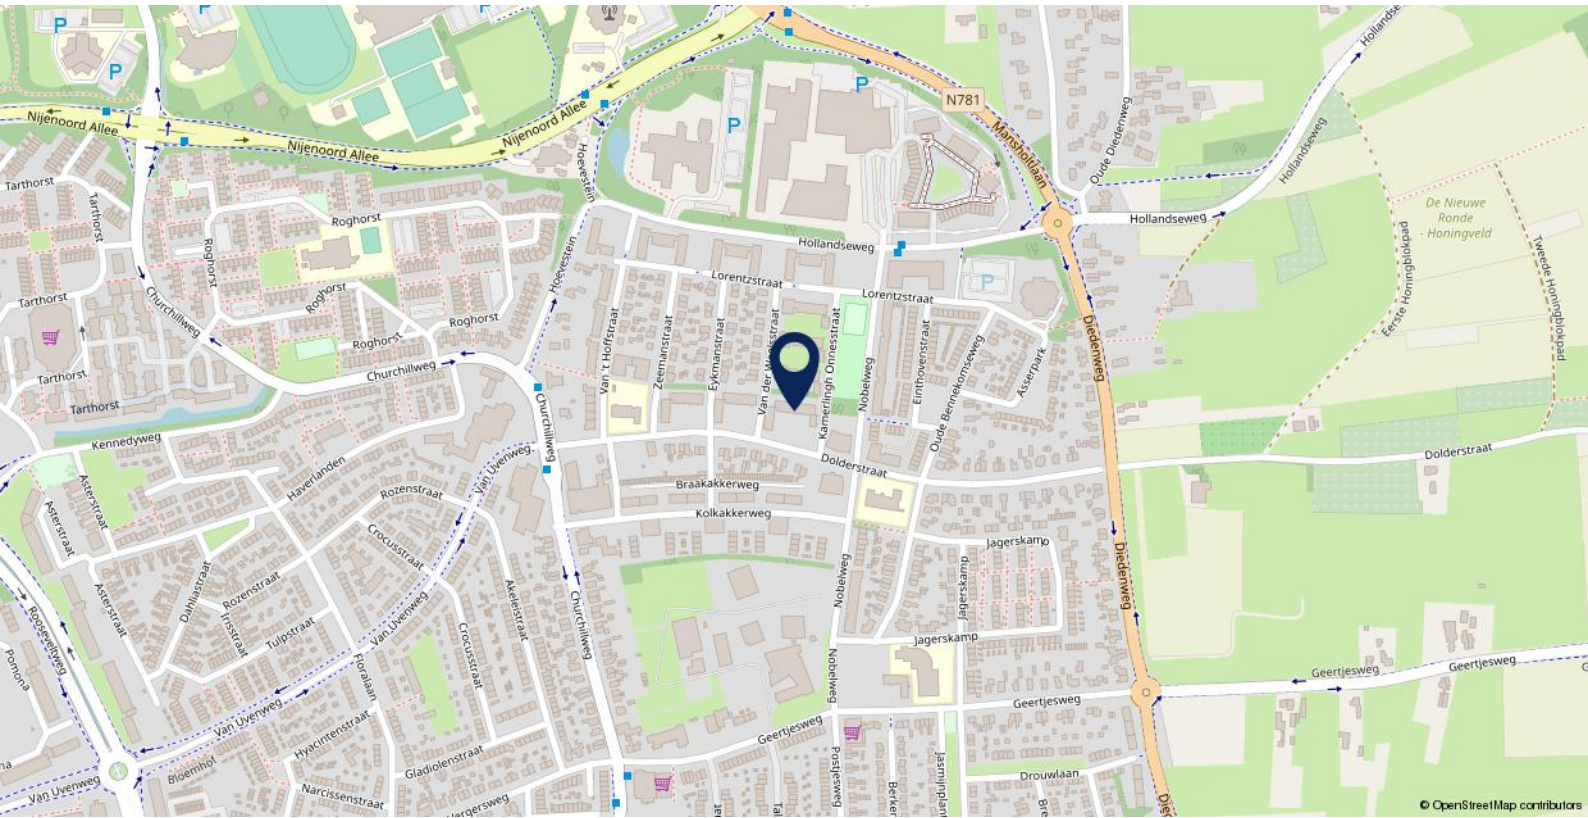 P
P
P
Nijenoord Allee
Nijenoord Allee
Nijenoord Allee
P
P
N781
Mansholtlaan
Oude Diedenweg
Hollandseweg
Hollandseweg
Hollandseweg
De Nieuwe
Ronde
- Honingveld
Eerste Honingblokpad
Tweede Honingblokpad
Tarthorst
Tarthorst
Tarthorst
Tarthorst
Tarthorst
Roghorst
Roghorst
Roghorst
Roghorst
Roghorst
Hoevestein
Hoevestein
Churchillweg
Churchillweg
Churchillweg
Churchillweg
Kennedyweg
Lorentzstraat
Lorentzstraat
P
Van 't Hoffstraat
Zeemanstraat
Eykmanstraat
Kamerlingh Onnesstraat
Nobelweg
Einthovenstraat
Oude Bennekomseweg
Asserpark
Diedenweg
Dolderstraat
Dolderstraat
Van Uvenweg
Haverlanden
Rozenstraat
Asterstraat
Asterstraat
Asterstraat
Crocusstraat
Braakakkerweg
Kolkakkerweg
Jagerskamp
Jagerskamp
Jagerskamp
Nobelweg
Nobelweg
Diedenweg
Dahliastraat
Rozenstraat
Irisstraat
Tulpstraat
Akeleistraat
Van Uvenweg
Crocusstraat
Floralaan
Rooseveltweg
Pomona
Van Uvenweg
Hyacintenstraat
Gladiolenstraat
Bloemhof
Narcissenstraat
Van Uvenweg
Geertjesweg
Geertjesweg
Geertjesweg
Geertjesweg
Postjesweg
Drouwlaan
© OpenStreetMap contributors